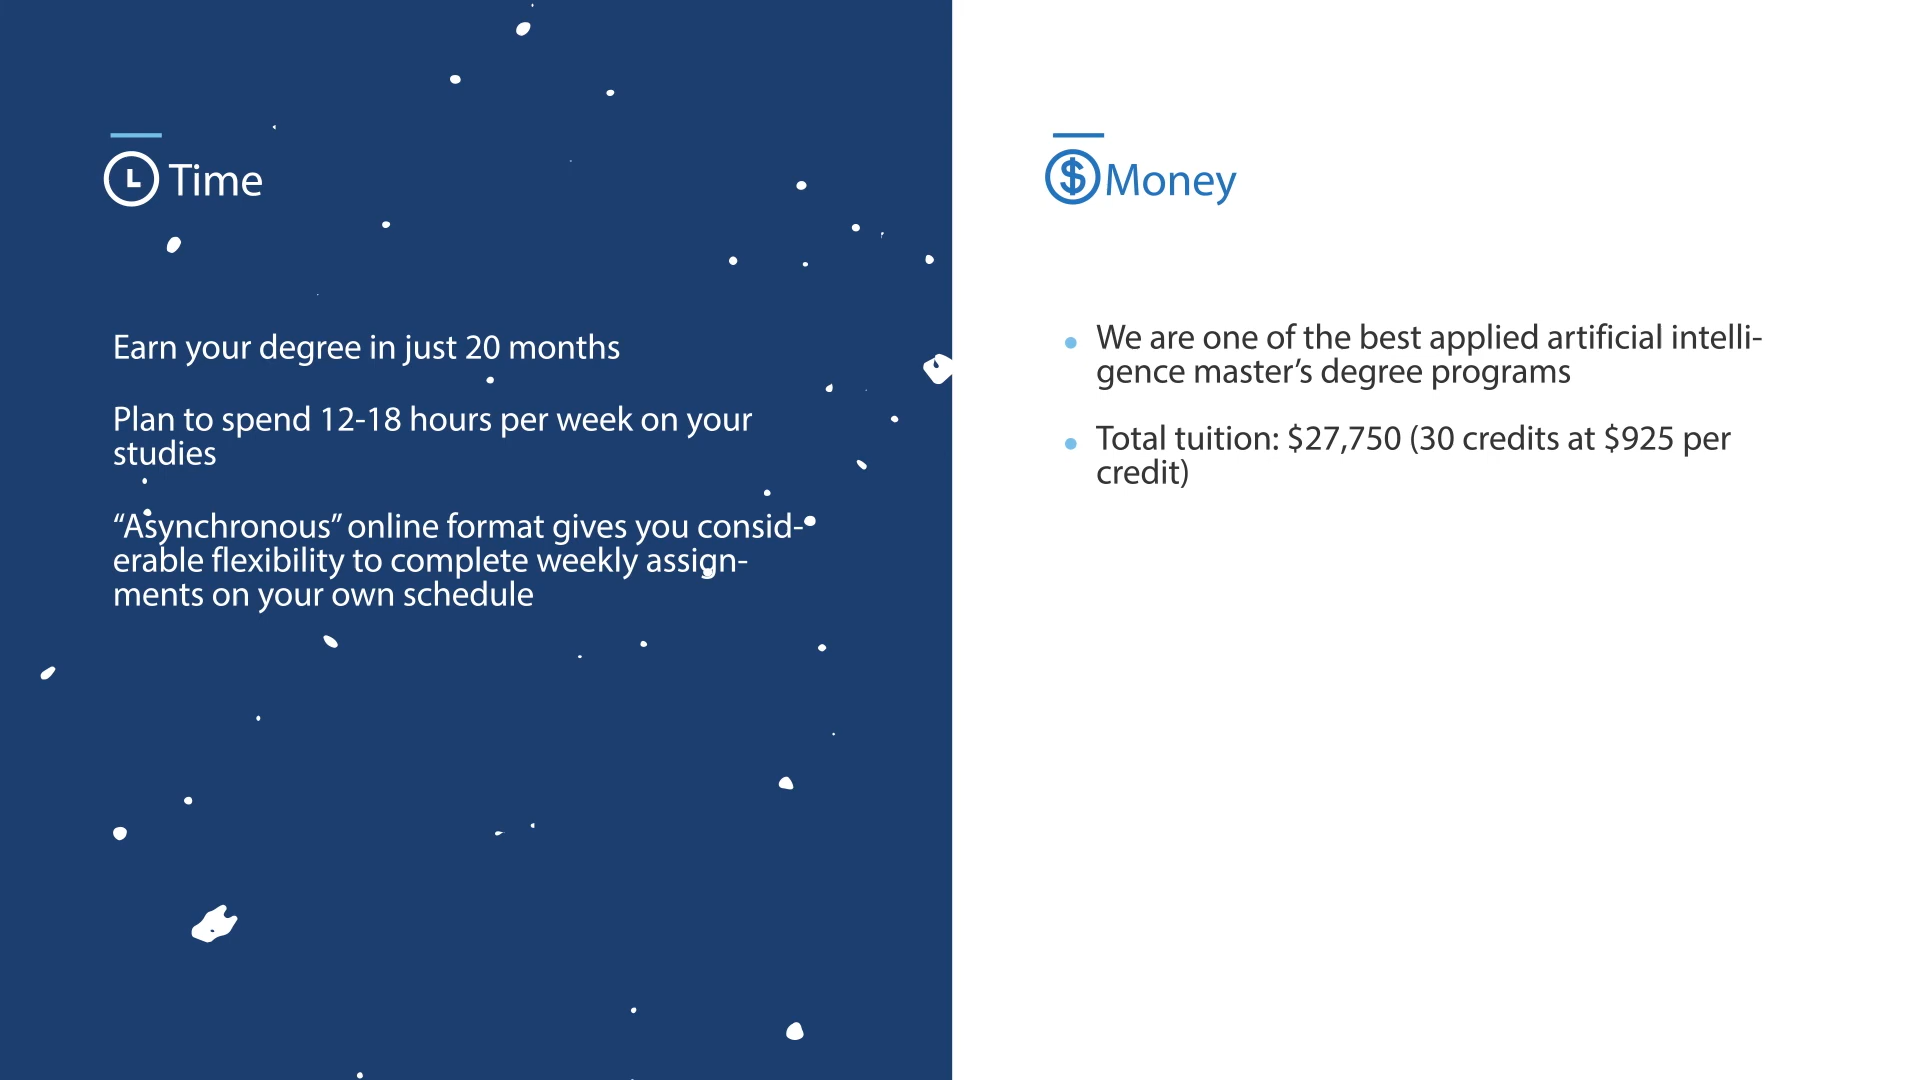 Time
Earn your degree in just 20 months
Plan to spend 12-18 hours per week on your
studies
“Asynchronous” online format gives you consid-
erable flexibility to complete weekly assign-
ments on your own schedule
$
Money
We are one of the best applied artificial intelli-
gence master’s degree programs
Total tuition: $27,750 (30 credits at $925 per
credit)